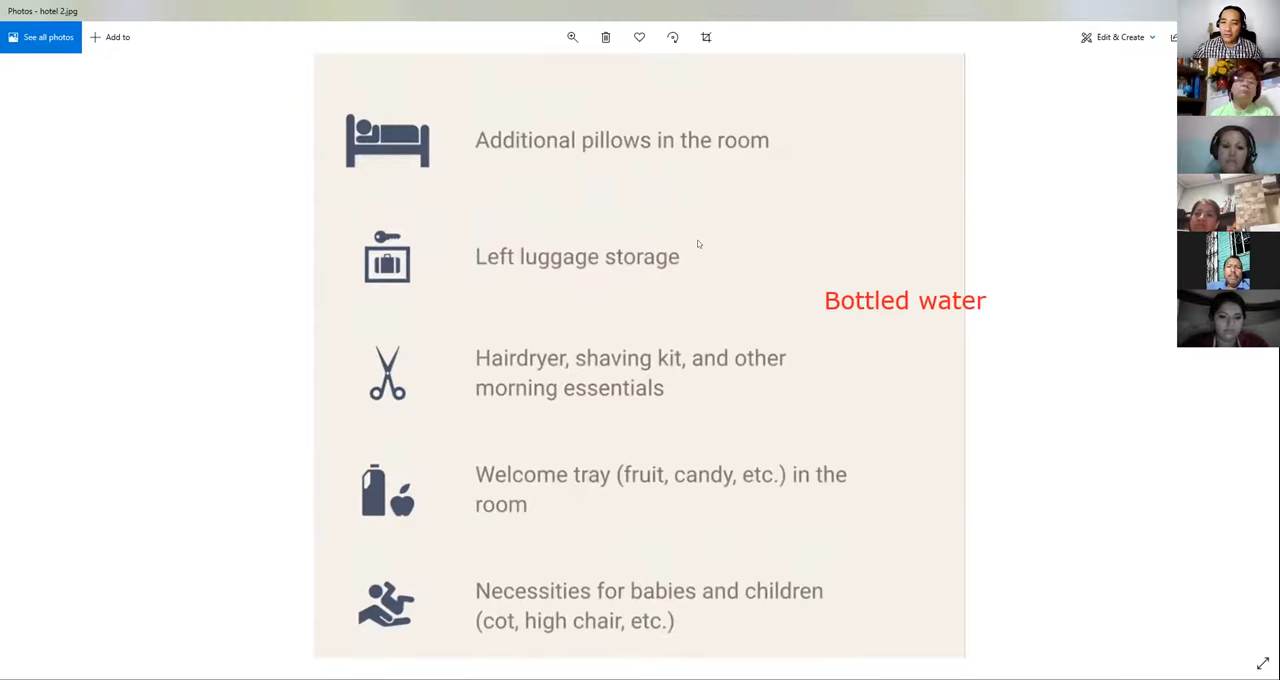 Photos - hotel 2.jpg
See all photos
Add to
Edit & Create
Additional pillows in the room
Left luggage storage
Bottled water
Hairdryer, shaving kit, and other
morning essentials
Welcome tray (fruit, candy, etc.) in the
room
Necessities for babies and children
(cot, high chair, etc.)